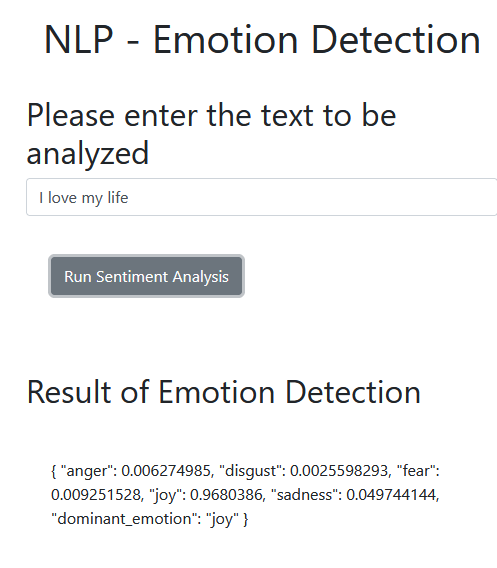 NLP - Emotion Detection
Please enter the text to be
analyzed
I love my life
Run Sentiment Analysis
Result of Emotion Detection
{ "anger": 0.006274985, "disgust": 0.0025598293, "fear":
0.009251528, "joy": 0.9680386, "sadness": 0.049744144,
"dominant_emotion": "joy" }